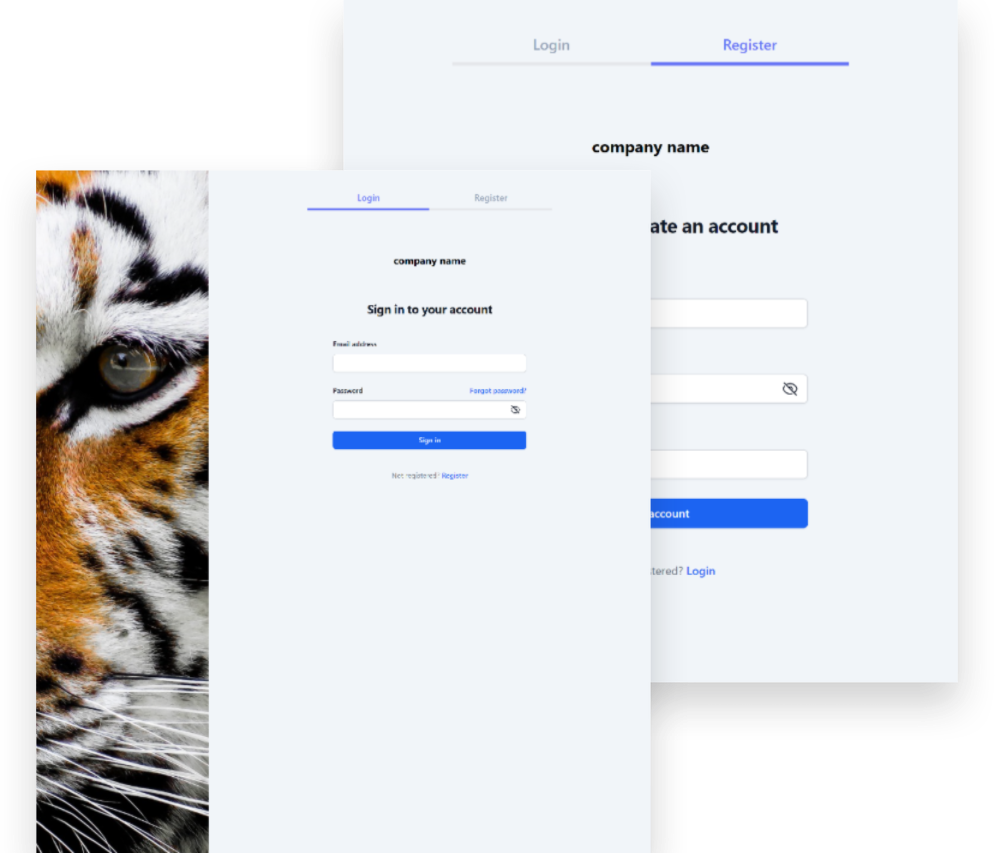 Login Register
company name
ate an account
account
tered? Login
Login Register
company name
Sign in to your account
Email address
Password Forgot password?
Sign in
Not registered? Register